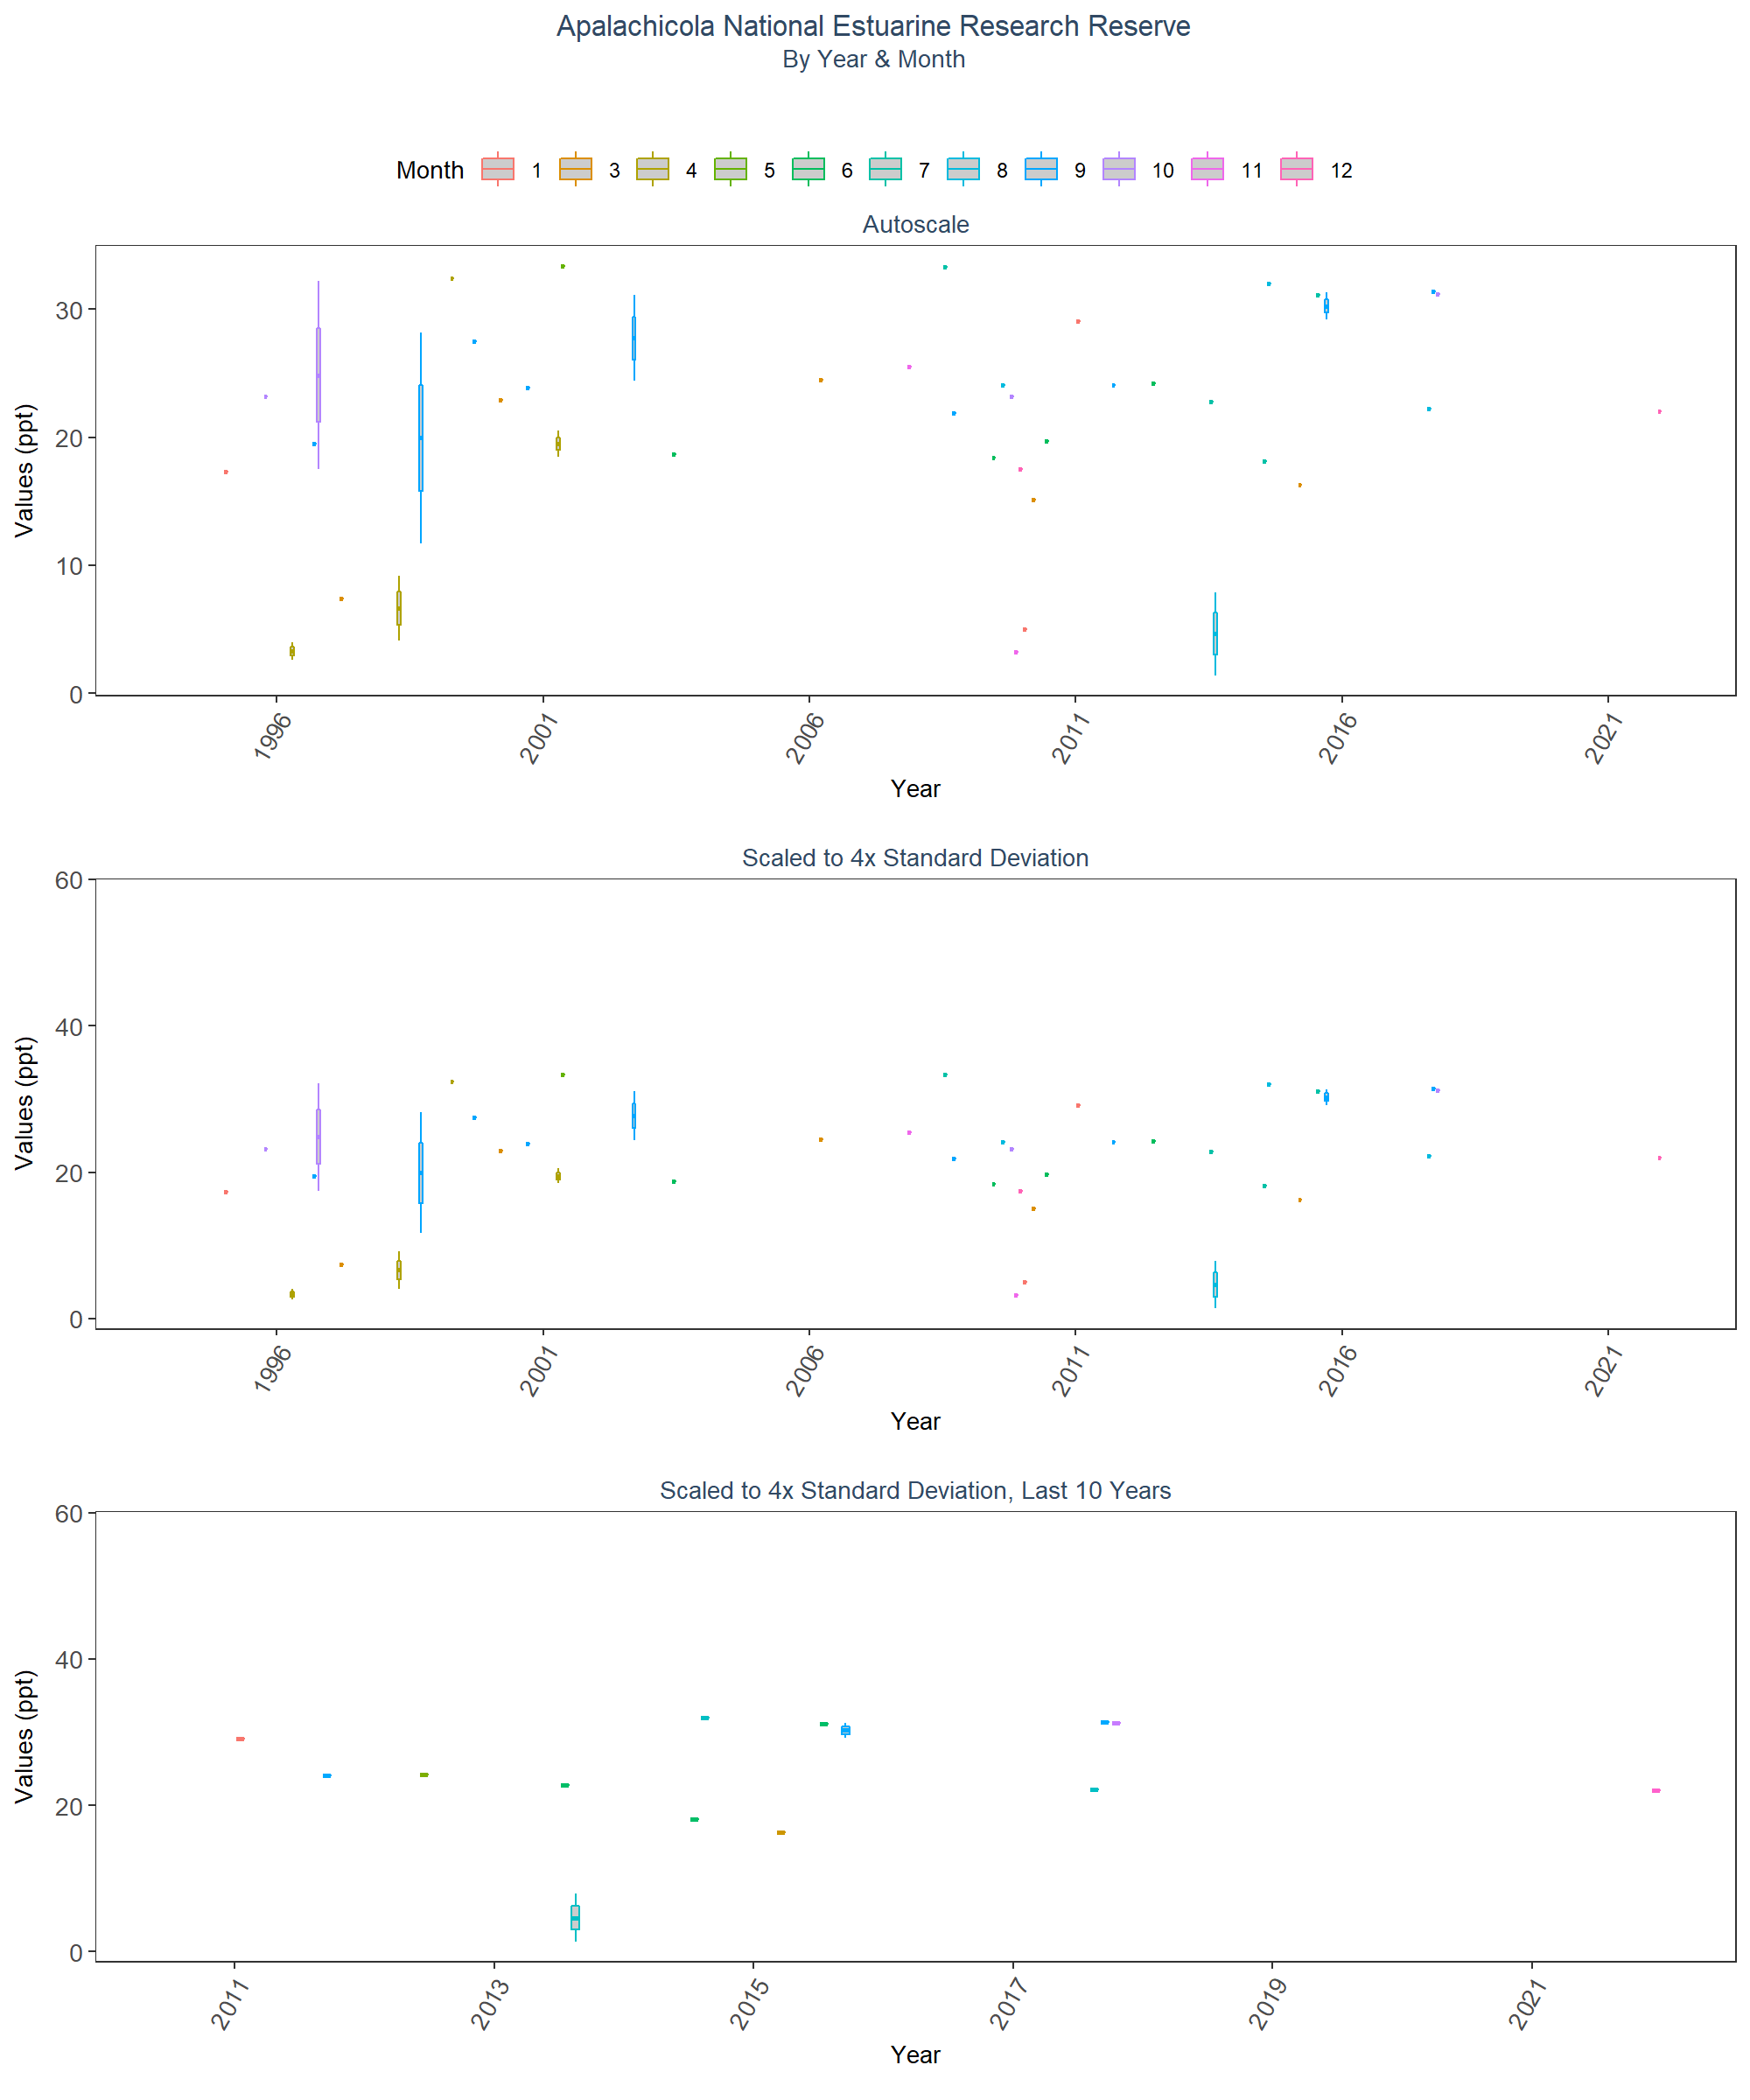 Apalachicola National Estuarine Research Reserve
By Year & Month
Month 1 3 4 5 6 7 8 9 10 11 12
Autoscale
Values (ppt)
30
20
10
0
1996 2001 2006 2011 2016 2021
Year
Scaled to 4x Standard Deviation
Values (ppt)
60
40
20
0
1996 2001 2006 2011 2016 2021
Year
Scaled to 4x Standard Deviation, Last 10 Years
Values (ppt)
60
40
20
0
2011 2013 2015 2017 2019 2021
Year